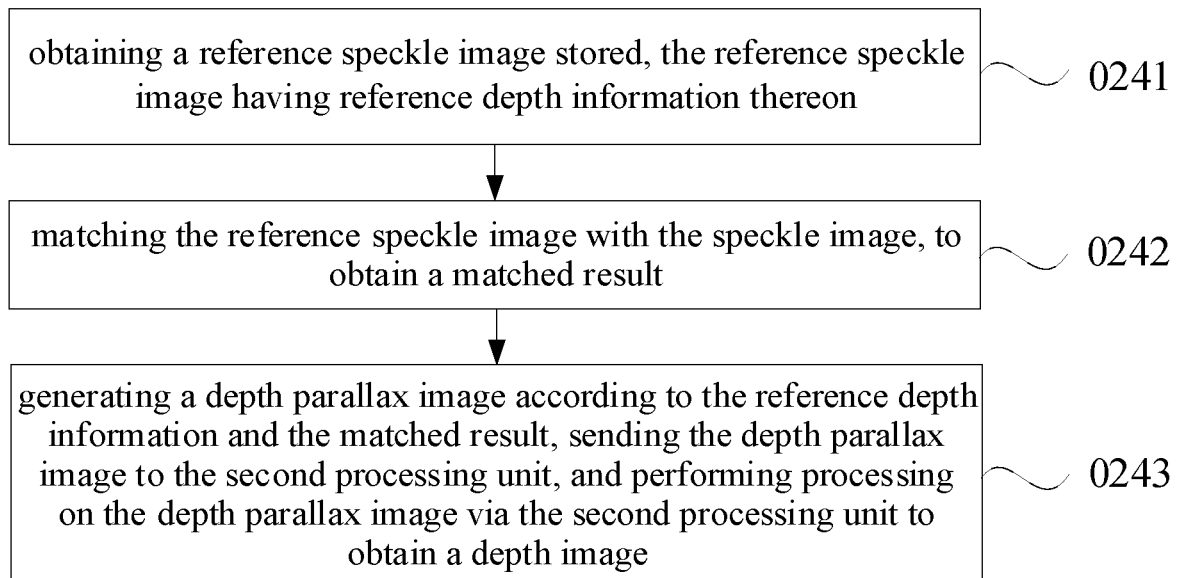 obtaining a reference speckle image stored, the reference speckle
image having reference depth information thereon
0241
matching the reference speckle image with the speckle image, to
obtain a matched result
0242
generating a depth parallax image according to the reference depth
information and the matched result, sending the depth parallax
image to the second processing unit, and performing processing
on the depth parallax image via the second processing unit to
obtain a depth image
0243